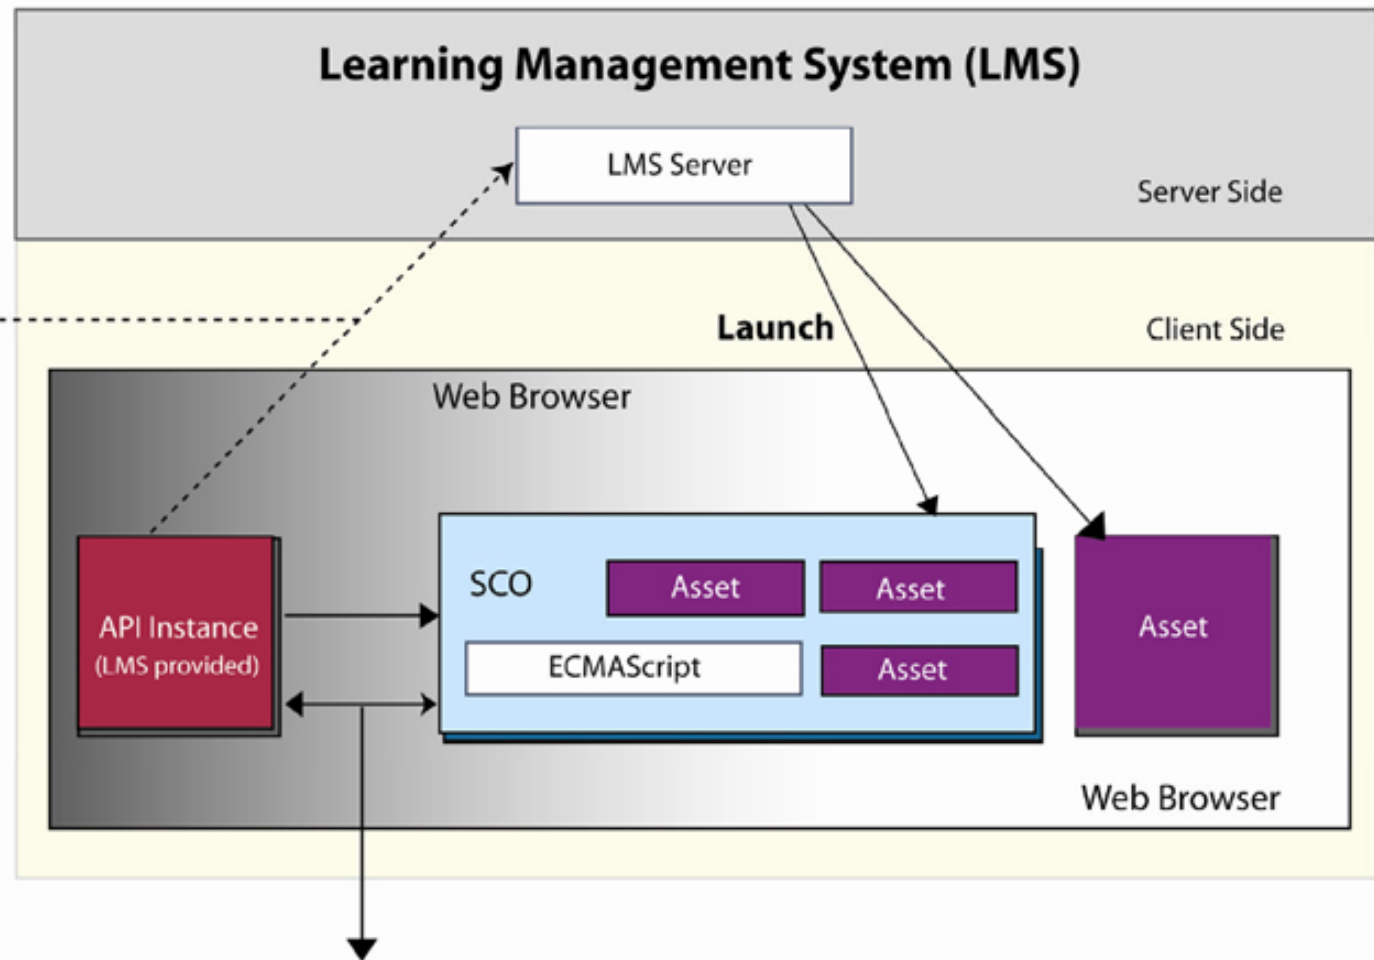 Learning Management System (LMS)
LMS Server
Server Side
Launch
Client Side
Web Browser
SCO
Asset
Asset
API Instance
(LMS provided)
ECMAScript
Asset
Asset
Web Browser